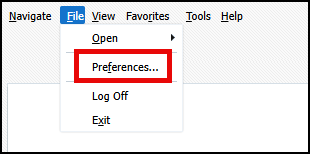 Navigate File View Favorites Tools Help
Open
Preferences...
Log Off
Exit